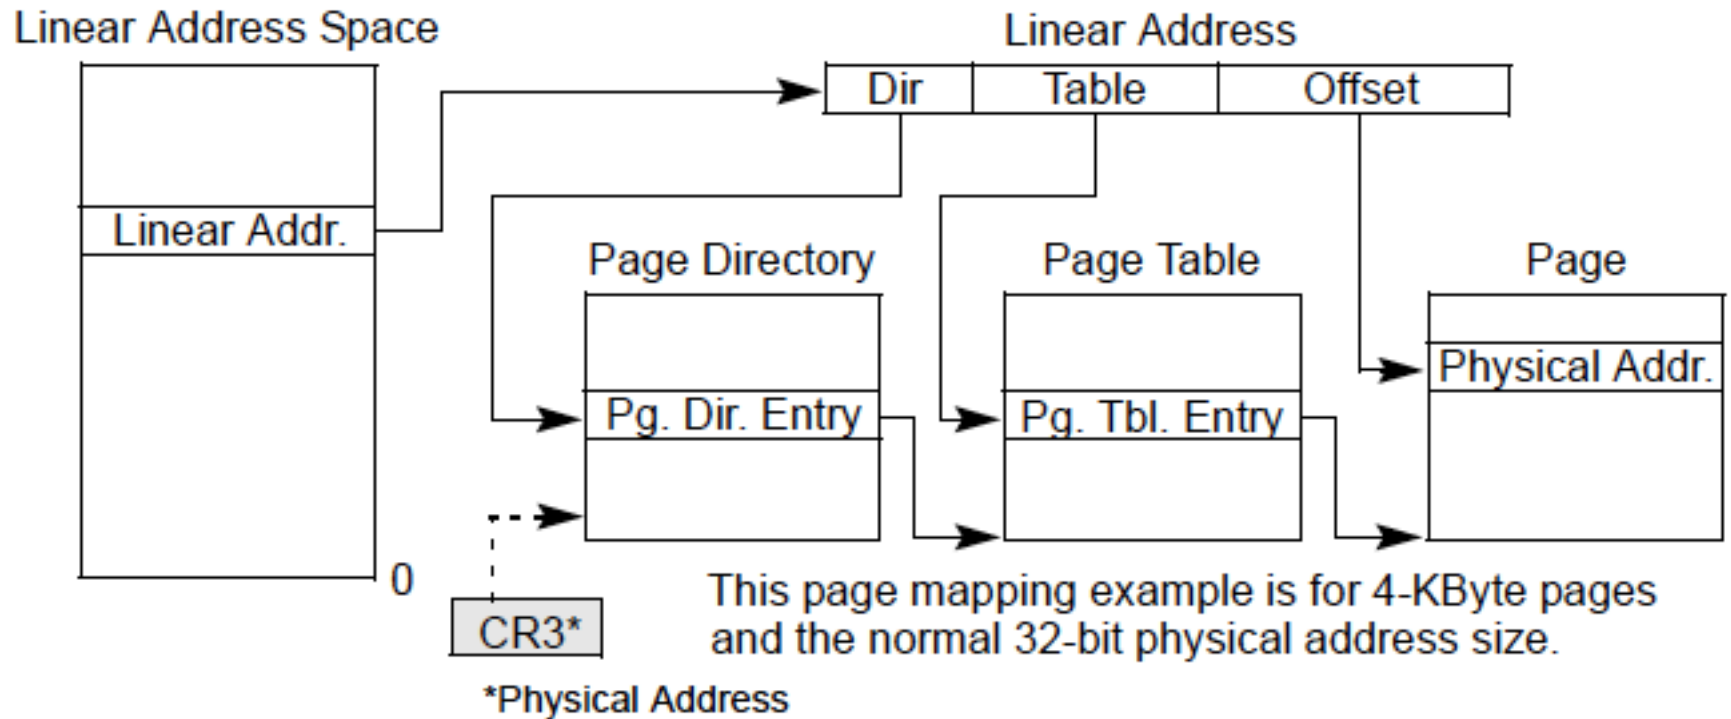 Linear Address Space
Linear Address
Dir
Table
Offset
Linear Addr.
Page Directory
Page Table
Page
Physical Addr.
Pg. Dir. Entry
Pg. Tbl. Entry
0
CR3*
This page mapping example is for 4-KByte pages
and the normal 32-bit physical address size.
*Physical Address